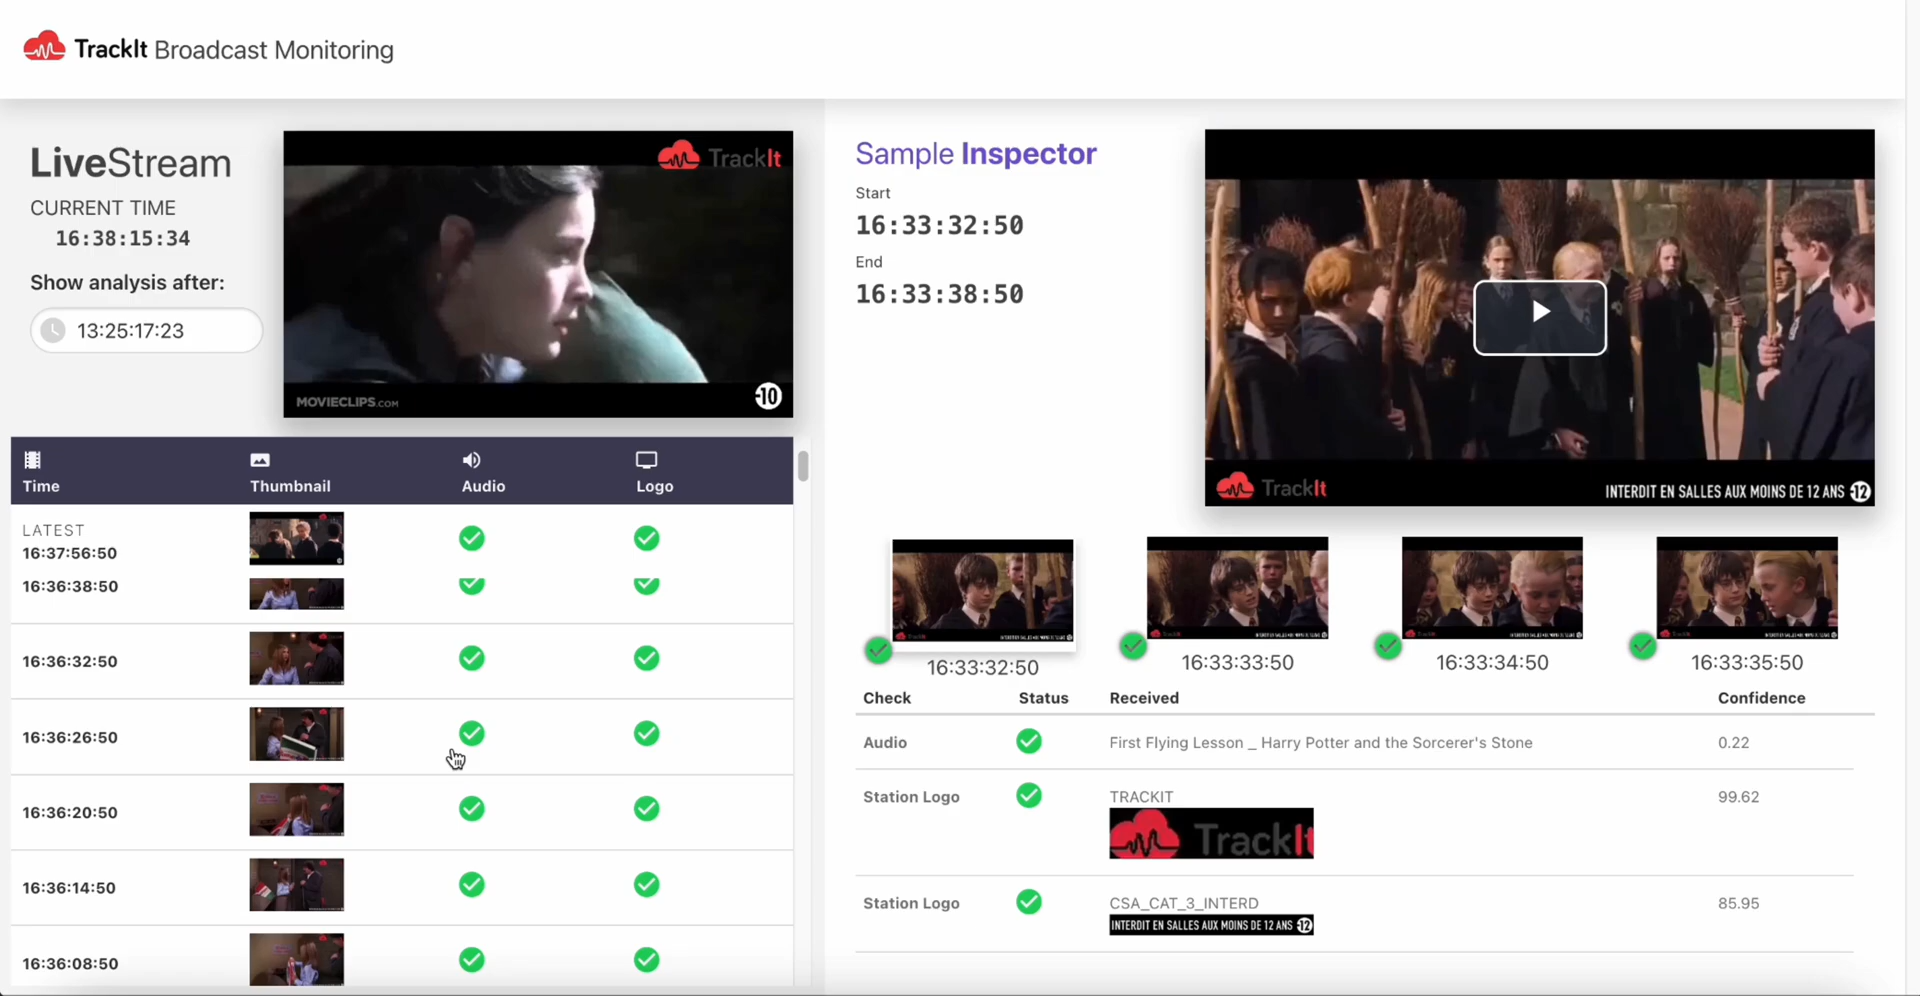 TrackIt Broadcast Monitoring
LiveStream
CURRENT TIME
16:38:15:34
Show analysis after:
13:25:17:23
TrackIt
MOVIECLIPS.COM
-10
Time Thumbnail Audio Logo
LATEST
16:37:56:50
16:36:38:50
16:36:32:50
16:36:26:50
16:36:20:50
16:36:14:50
16:36:08:50
Sample Inspector
Start
16:33:32:50
End
16:33:38:50
TrackIt
INTERDIT EN SALLES AUX MOINS DE 12 ANS -12
16:33:32:50 16:33:33:50 16:33:34:50 16:33:35:50
Check Status Received Confidence
Audio First Flying Lesson _ Harry Potter and the Sorcerer's Stone 0.22
Station Logo TRACKIT 99.62
TrackIt
Station Logo CSA_CAT_3_INTERD 85.95
INTERDIT EN SALLES AUX MOINS DE 12 ANS -12